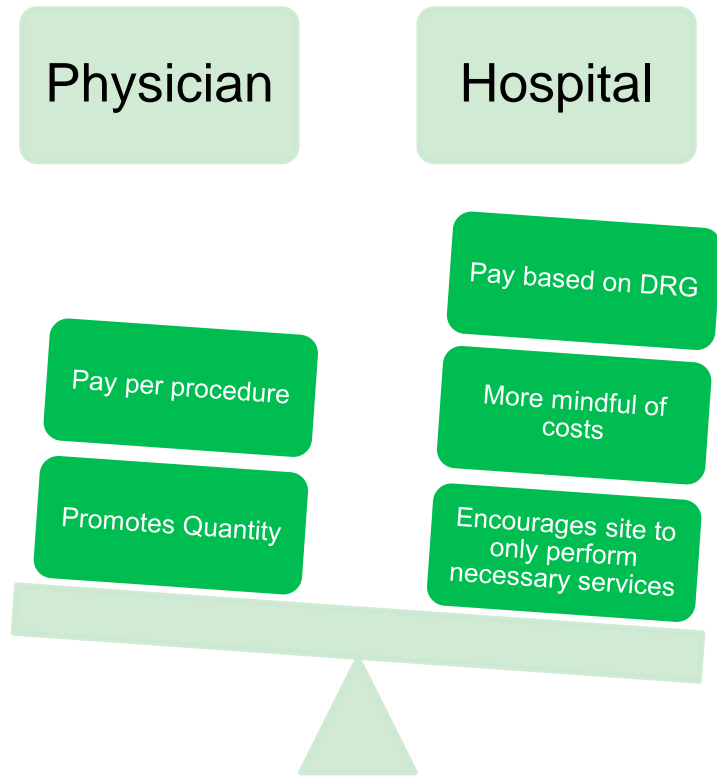 Physician
Hospital
Pay per procedure
Promotes Quantity
Pay based on DRG
More mindful of
costs
Encourages site to
only perform
necessary services